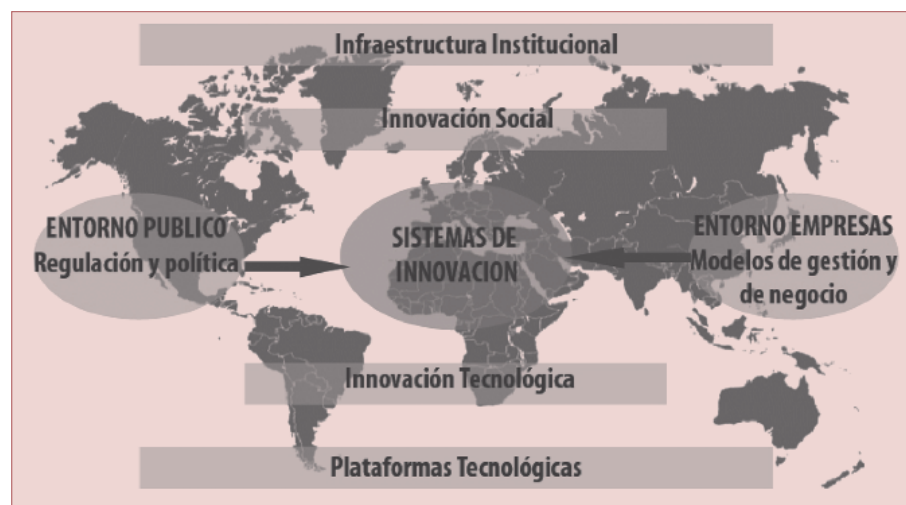 Infraestructura Institucional
Innovación Social
ENTORNO PUBLICO
Regulación y política
SISTEMAS DE
INNOVACION
ENTORNO EMPRESAS
Modelos de gestión y
de negocio
Innovación Tecnológica
Plataformas Tecnológicas